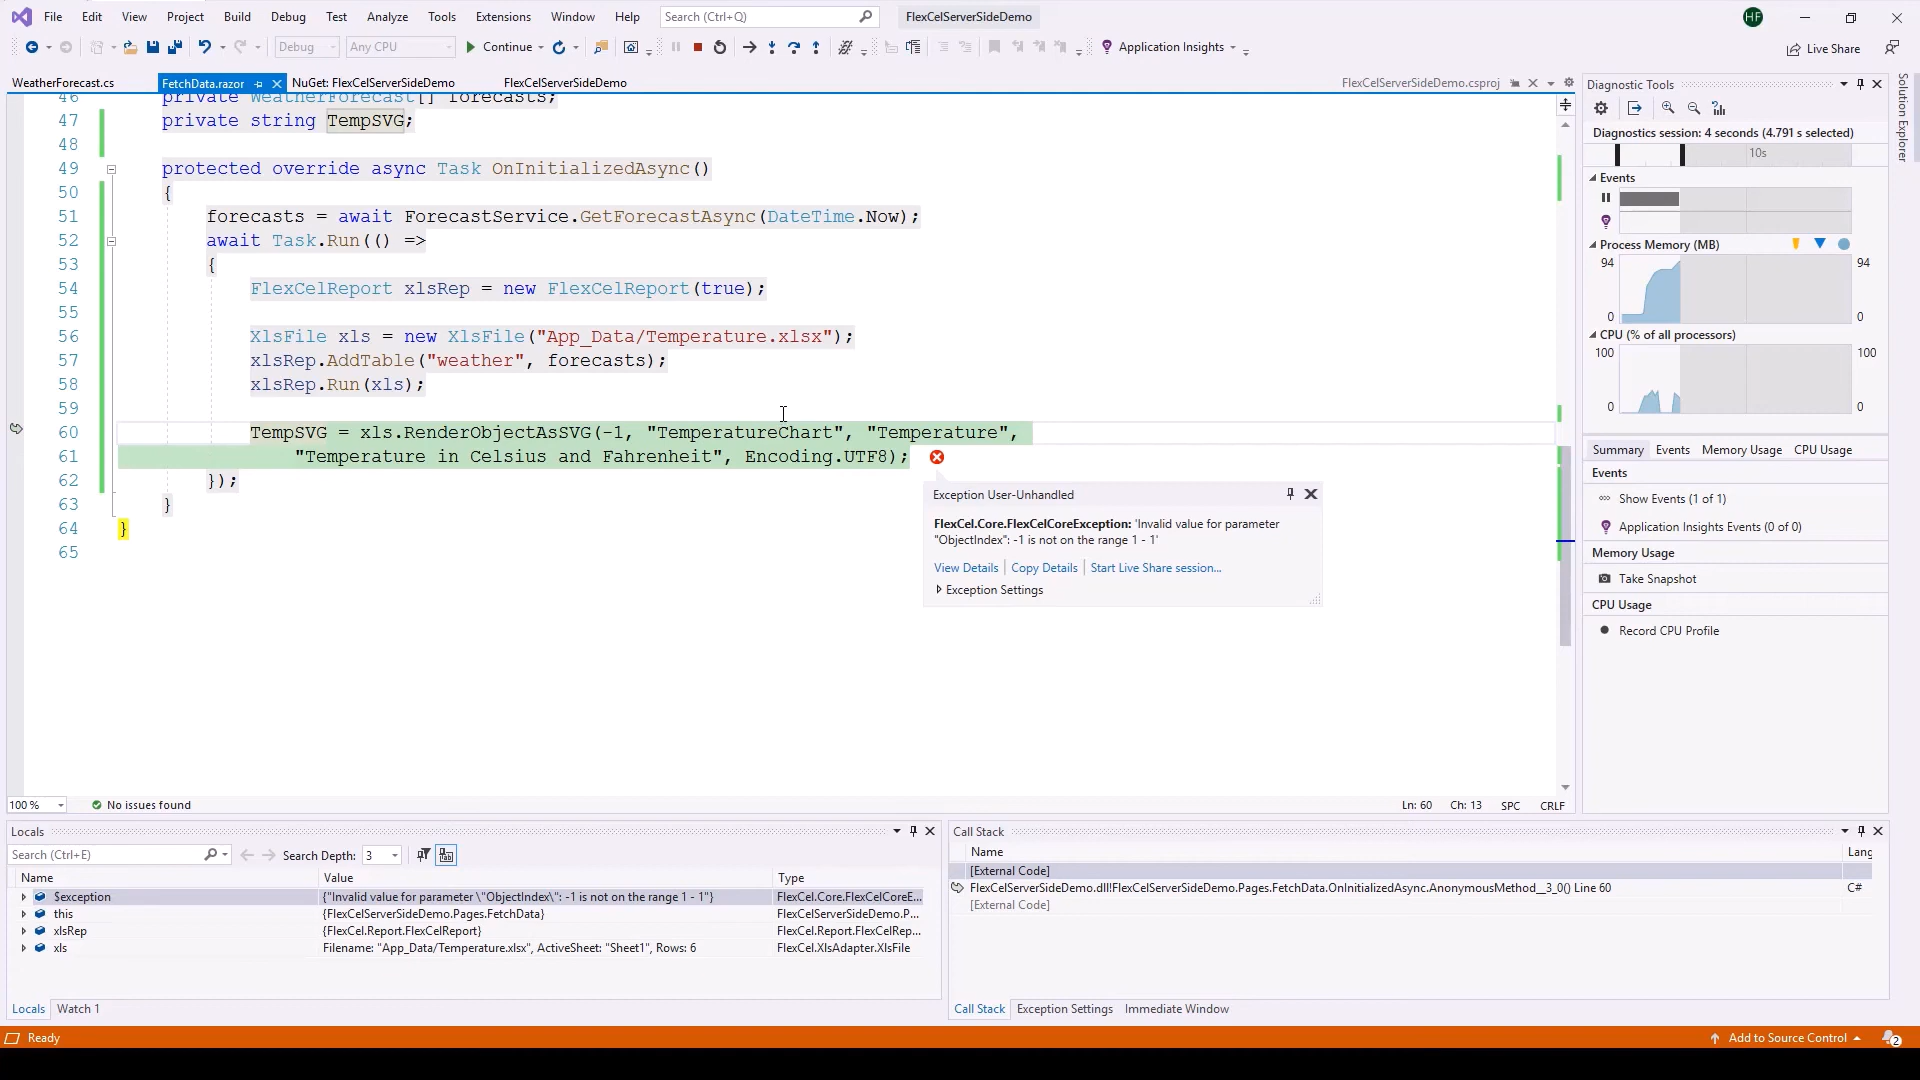 File Edit View Project Build Debug Test Analyze Tools Extensions Window Help Search (Ctrl+Q) FlexCelServerSideDemo HF
Debug Any CPU Continue Application Insights Live Share
WeatherForecast.cs FetchData.razor NuGet: FlexCelServerSideDemo FlexCelServerSideDemo FlexCelServerSideDemo.csproj
46 private WeatherForecast[] forecasts;
47 private string TempSVG;
48
49 protected override async Task OnInitializedAsync()
50 {
51 forecasts = await ForecastService.GetForecastAsync(DateTime.Now);
52 await Task.Run(() =>
53 {
54 FlexCelReport xlsRep = new FlexCelReport(true);
55
56 XlsFile xls = new XlsFile("App_Data/Temperature.xlsx");
57 xlsRep.AddTable("weather", forecasts);
58 xlsRep.Run(xls);
59
60 TempSVG = xls.RenderObjectAsSVG(-1, "TemperatureChart", "Temperature",
61 "Temperature in Celsius and Fahrenheit", Encoding.UTF8);
62 });
63 }
64 }
65
Exception User-Unhandled
FlexCel.Core.FlexCelCoreException: 'Invalid value for parameter
"ObjectIndex": -1 is not on the range 1 - 1'
View Details Copy Details Start Live Share session...
Exception Settings
100 % No issues found Ln: 60 Ch: 13 SPC CRLF
Diagnostic Tools
Diagnostics session: 4 seconds (4.791 s selected)
10s
Events
Process Memory (MB)
94 94
0 0
CPU (% of all processors)
100 100
0 0
Summary Events Memory Usage CPU Usage
Events
Show Events (1 of 1)
Application Insights Events (0 of 0)
Memory Usage
Take Snapshot
CPU Usage
Record CPU Profile
Solution Explorer
Locals
Search (Ctrl+E) Search Depth: 3
Name Value Type
$exception {"Invalid value for parameter \"ObjectIndex\": -1 is not on the range 1 - 1"} FlexCel.Core.FlexCelCoreE...
this {FlexCelServerSideDemo.Pages.FetchData} FlexCelServerSideDemo.P...
xlsRep {FlexCel.Report.FlexCelReport} FlexCel.Report.FlexCelRep...
xls Filename: "App_Data/Temperature.xlsx", ActiveSheet: "Sheet1", Rows: 6 FlexCel.XlsAdapter.XlsFile
Locals Watch 1
Call Stack
Name Lang
[External Code]
FlexCelServerSideDemo.dll!FlexCelServerSideDemo.Pages.FetchData.OnInitializedAsync.AnonymousMethod__3_0() Line 60 C#
[External Code]
Call Stack Exception Settings Immediate Window
Ready Add to Source Control 2